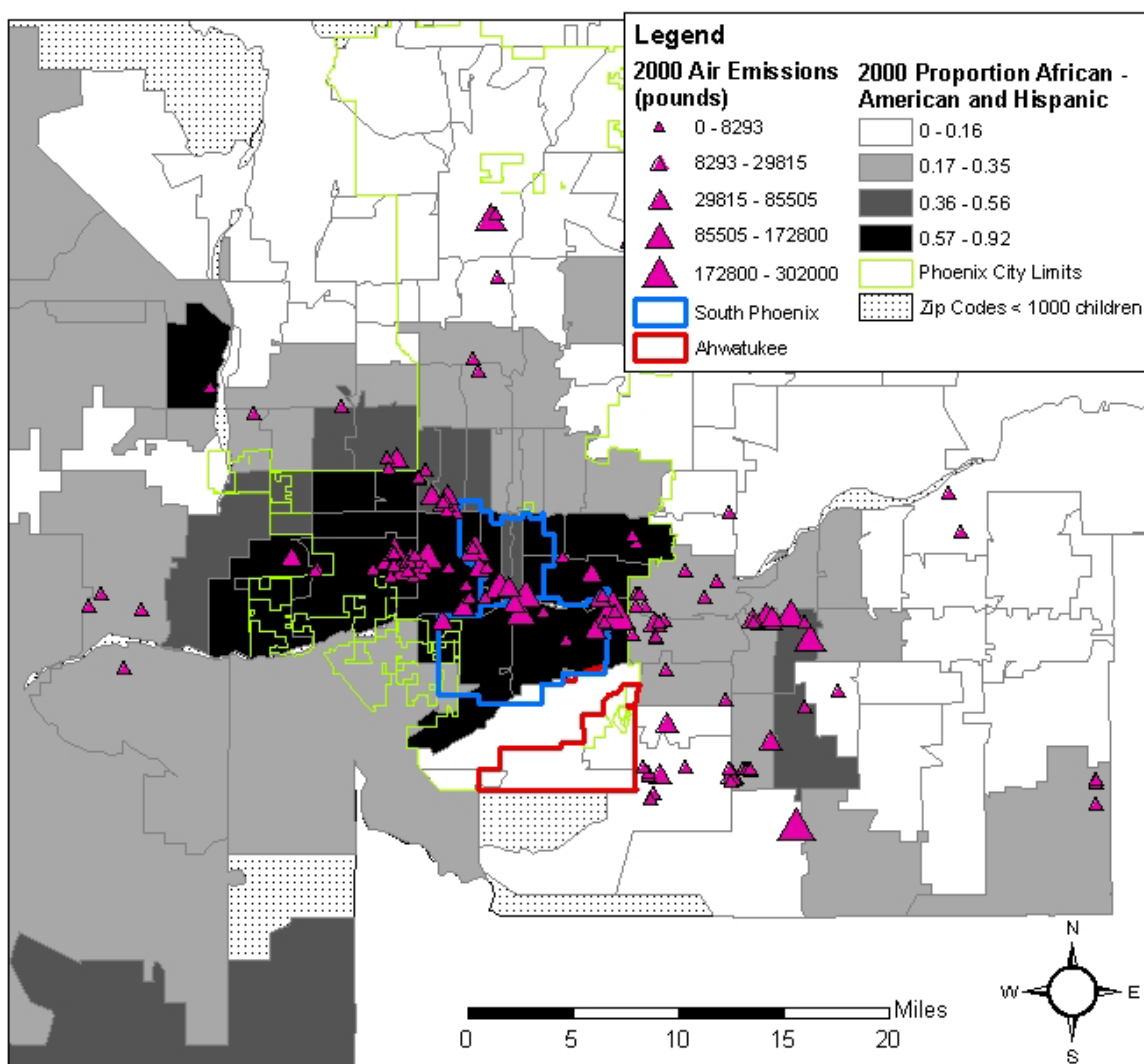 Legend
2000 Air Emissions
(pounds)
0 - 8293
8293 - 29815
29815 - 85505
85505 - 172800
172800 - 302000
South Phoenix
Ahwatukee
2000 Proportion African -
American and Hispanic
0 - 0.16
0.17 - 0.35
0.36 - 0.56
0.57 - 0.92
Phoenix City Limits
Zip Codes < 1000 children
N
W
E
S
Miles
0
5
10
15
20